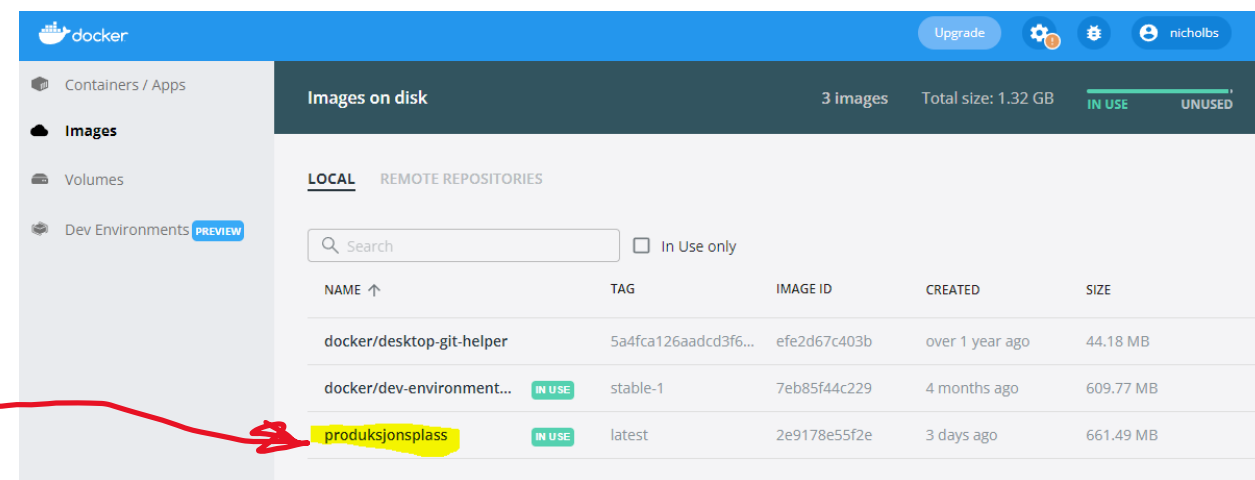 docker
Upgrade
nicholbs
Containers / Apps
Images
Volumes
Dev Environments PREVIEW
Images on disk
3 images
Total size: 1.32 GB
IN USE
UNUSED
LOCAL
REMOTE REPOSITORIES
Search
In Use only
NAME TAG IMAGE ID CREATED SIZE
docker/desktop-git-helper 5a4fca126aadcd3f6... efe2d67c403b over 1 year ago 44.18 MB
docker/dev-environment... IN USE stable-1 7eb85f44c229 4 months ago 609.77 MB
produksjonsplass IN USE latest 2e9178e55f2e 3 days ago 661.49 MB